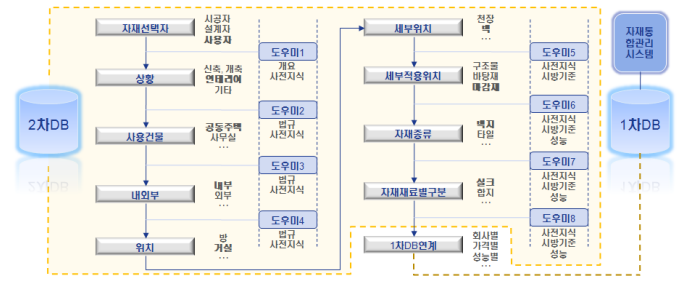 2차DB
자재선택자
시공자
설계자
사용자
도우미1
개요
사전지식
상황
신축, 개축
인테리어
기타
도우미2
법규
사전지식
사용건물
공동주택
사무실
...
도우미3
법규
사전지식
내외부
내부
외부
...
도우미4
법규
사전지식
위치
방
거실
...
세부위치
천장
벽
...
도우미5
사전지식
시방기준
세부적용위치
구조물
바탕재
마감재
도우미6
사전지식
시방기준
성능
자재종류
벽지
타일
...
도우미7
사전지식
시방기준
성능
자재재료별구분
실크
합지
...
도우미8
사전지식
시방기준
성능
1차DB연계
회사별
가격별
성능별
...
자재통
합관리
시스템
1차DB